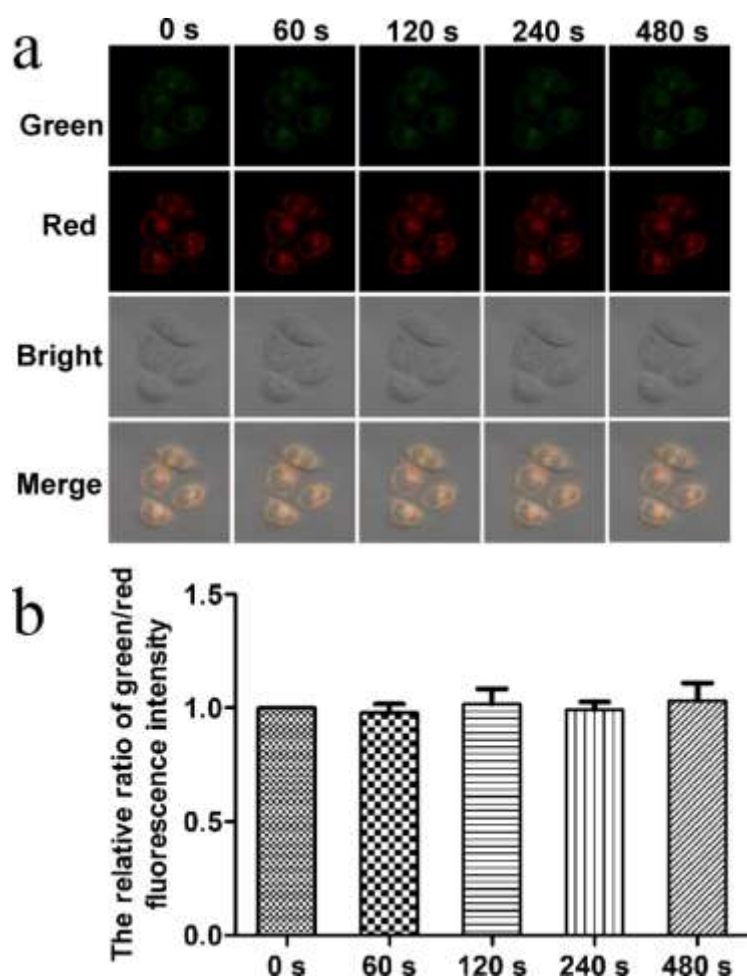 a
0 s 60 s 120 s 240 s 480 s
Green
Red
Bright
Merge
b
The relative ratio of green/red
fluorescence intensity
1.5
1.0
0.5
0.0
0 s 60 s 120 s 240 s 480 s